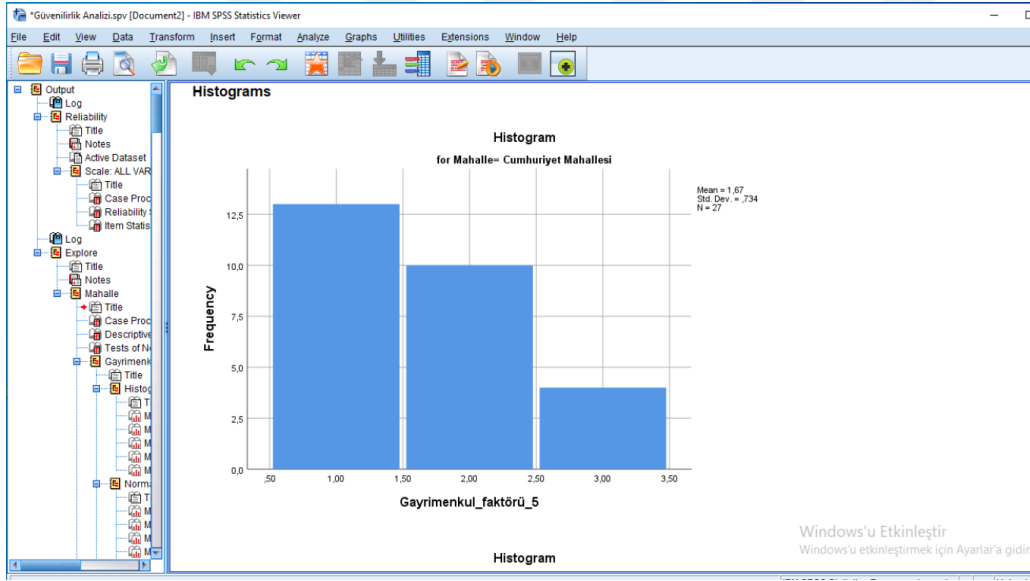 *Güvenilirlik Analizi.spv [Document2] - IBM SPSS Statistics Viewer
File Edit View Data Transform Insert Format Analyze Graphs Utilities Extensions Window Help
Output
Log
Reliability
Title
Notes
Active Dataset
Scale: ALL VAR
Title
Case Proc
Reliability
Item Statis
Log
Explore
Title
Notes
Mahalle
Title
Case Proc
Descriptive
Tests of N
Gayrimenk
Title
Histog
T
M
M
M
M
M
Norm
T
M
M
M
M
Histograms
Histogram
for Mahalle= Cumhuriyet Mahallesi
Mean = 1,67
Std. Dev. = ,734
N = 27
Frequency
12,5
10,0
7,5
5,0
2,5
0,0
,50 1,00 1,50 2,00 2,50 3,00 3,50
Gayrimenkul_faktörü_5
Histogram
Windows'u Etkinleştir
Windows'u etkinleştirmek için Ayarlar'a gidin